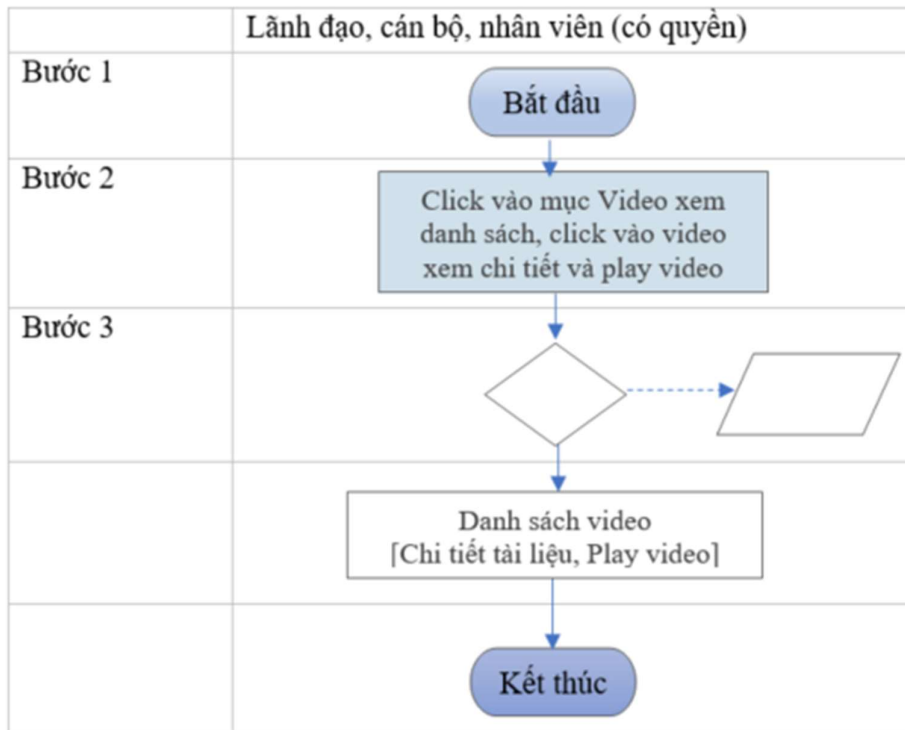 Lãnh đạo, cán bộ, nhân viên (có quyền)
Bước 1
Bắt đầu
Bước 2
Click vào mục Video xem
danh sách, click vào video
xem chi tiết và play video
Bước 3
Danh sách video
[Chi tiết tài liệu, Play video]
Kết thúc